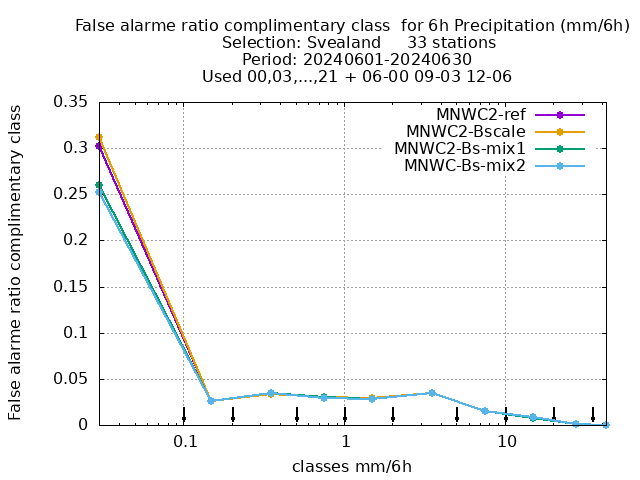 False alarme ratio complimentary class  for 6h Precipitation (mm/6h)
Selection: Svealand     33 stations
Period: 20240601-20240630
Used 00,03,...,21 + 06-00 09-03 12-06
MNWC2-ref
MNWC2-Bscale
MNWC2-Bs-mix1
MNWC-Bs-mix2
False alarme ratio complimentary class
0.35
0.3
0.25
0.2
0.15
0.1
0.05
0
0.1
1
10
classes mm/6h